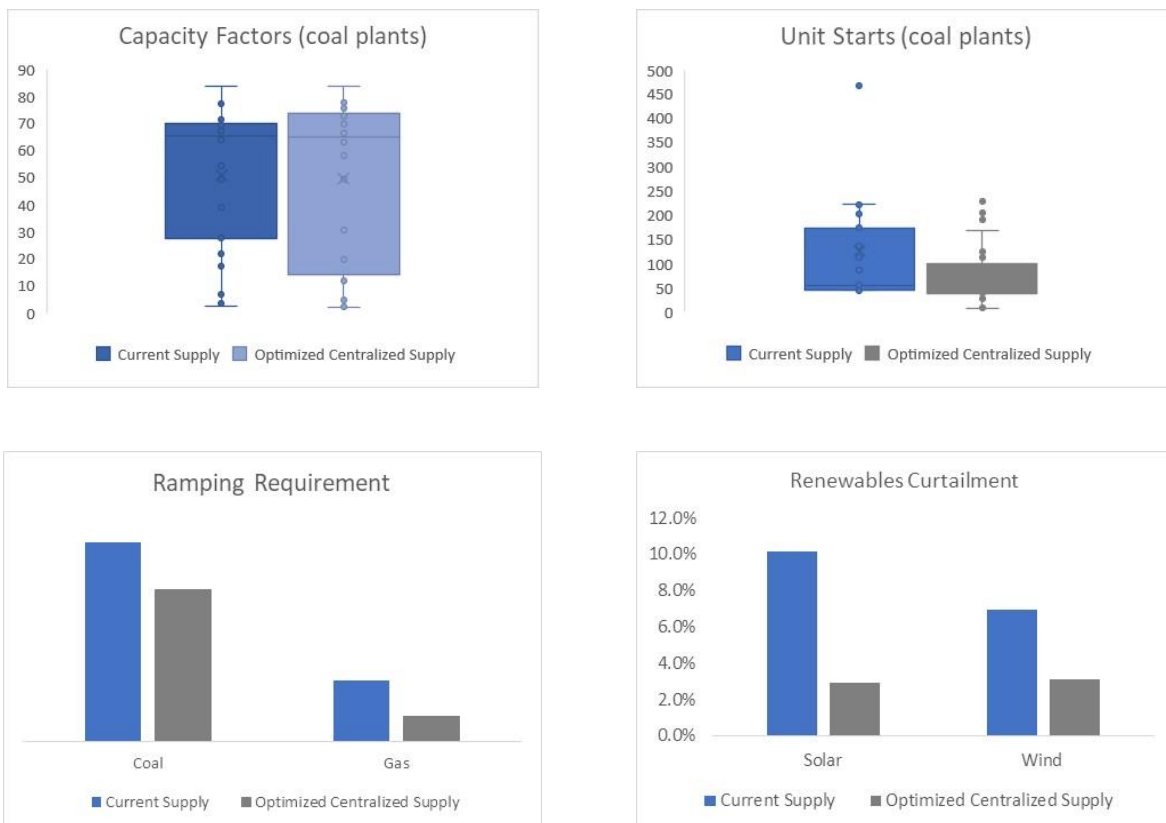 Capacity Factors (coal plants)
90
80
70
60
50
40
30
20
10
0
Current Supply Optimized Centralized Supply
Unit Starts (coal plants)
500
450
400
350
300
250
200
150
100
50
0
Current Supply Optimized Centralized Supply
Ramping Requirement
Coal Gas
Current Supply Optimized Centralized Supply
Renewables Curtailment
12.0%
10.0%
8.0%
6.0%
4.0%
2.0%
0.0%
Solar Wind
Current Supply Optimized Centralized Supply